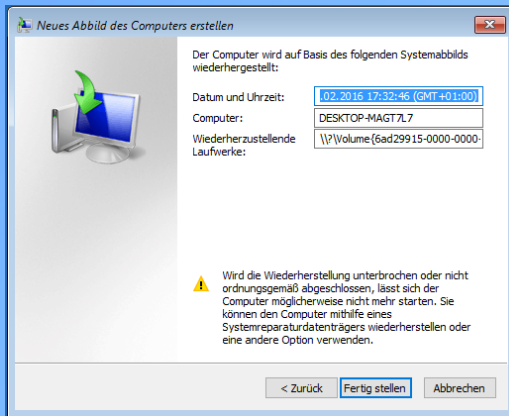 Neues Abbild des Computers erstellen
Der Computer wird auf Basis des folgenden Systemabbilds
wiederhergestellt:
Datum und Uhrzeit: .02.2016 17:32:46 (GMT+01:00)
Computer: DESKTOP-MAGT7L7
Wiederherzustellende \\?\Volume{6ad29915-0000-0000-
Laufwerke:
Wird die Wiederherstellung unterbrochen oder nicht
ordnungsgemäß abgeschlossen, lässt sich der
Computer möglicherweise nicht mehr starten. Sie
können den Computer mithilfe eines
Systemreparaturdatenträgers wiederherstellen oder
eine andere Option verwenden.
< Zurück Fertig stellen Abbrechen